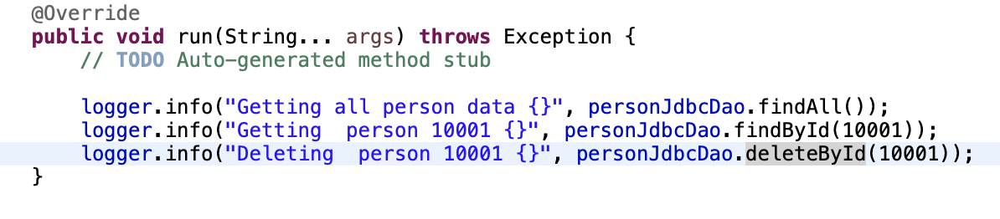 @Override
public void run(String... args) throws Exception {
// TODO Auto-generated method stub
logger.info("Getting all person data {}", personJdbcDao.findAll());
logger.info("Getting  person 10001 {}", personJdbcDao.findById(10001));
logger.info("Deleting  person 10001 {}", personJdbcDao.deleteById(10001));
}